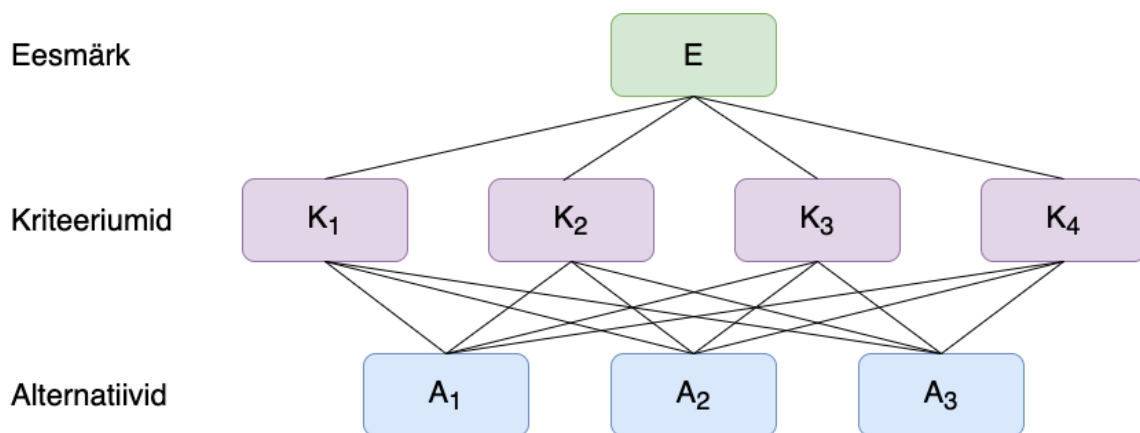 Eesmärk
E
Kriteeriumid
K₁
K₂
K₃
K₄
Alternatiivid
A₁
A₂
A₃